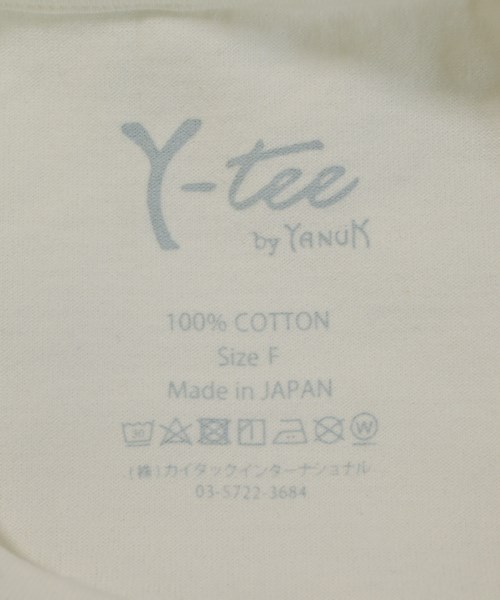 Y-tee
by YANUK
100% COTTON
Size F
Made in JAPAN
30 W
(株)カイタックインターナショナル
03-5722-3684